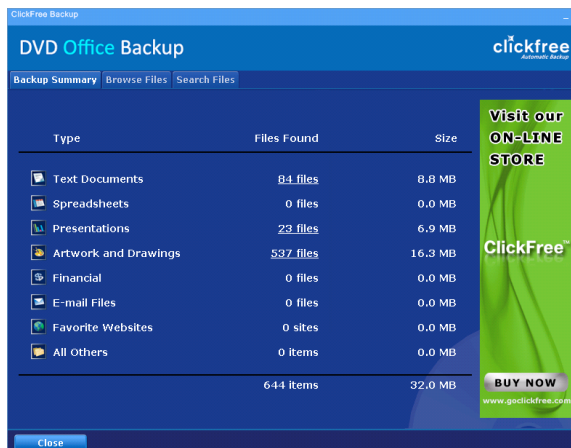 ClickFree Backup
DVD Office Backup
clickfree
Automatic Backup
Backup Summary Browse Files Search Files
Type Files Found Size
Text Documents 84 files 8.8 MB
Spreadsheets 0 files 0.0 MB
Presentations 23 files 6.9 MB
Artwork and Drawings 537 files 16.3 MB
Financial 0 files 0.0 MB
E-mail Files 0 files 0.0 MB
Favorite Websites 0 sites 0.0 MB
All Others 0 items 0.0 MB
644 items 32.0 MB
Visit our
ON-LINE
STORE
ClickFree™
BUY NOW
www.goclickfree.com
Close